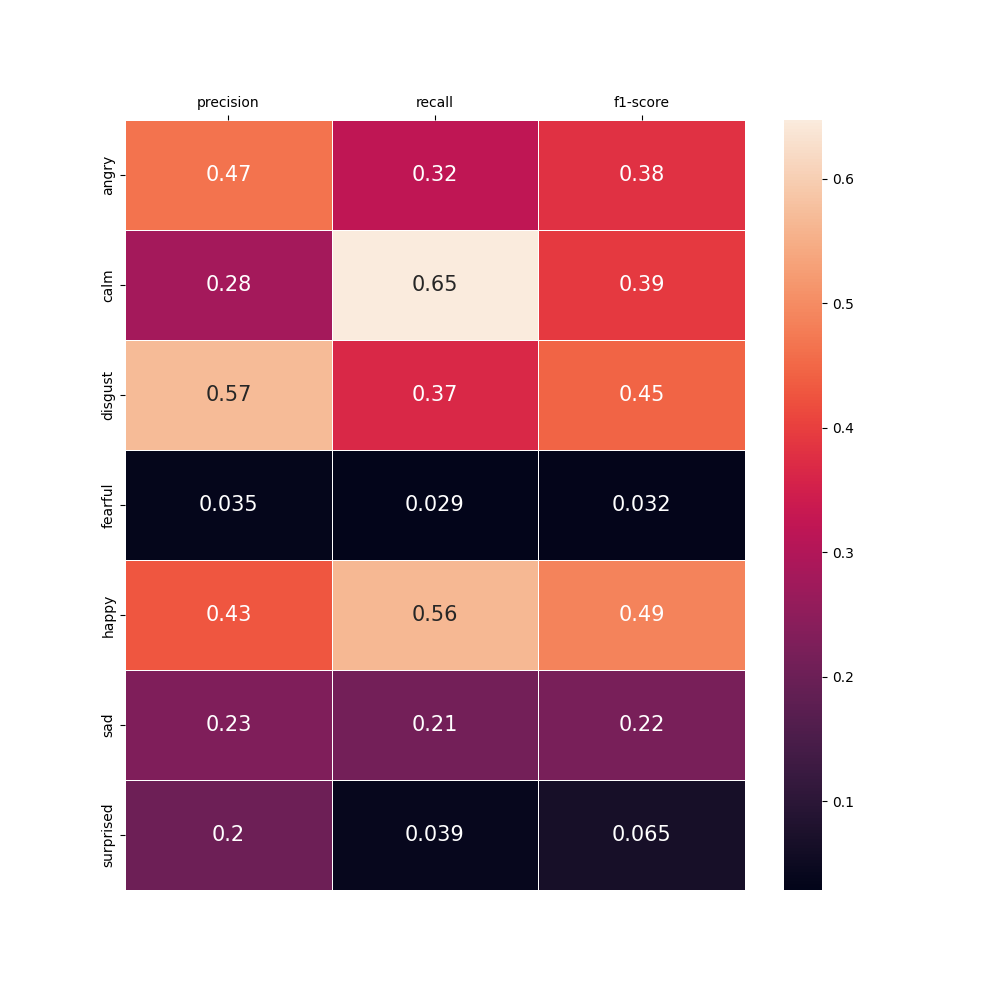 precision recall f1-score
angry 0.47 0.32 0.38
calm 0.28 0.65 0.39
disgust 0.57 0.37 0.45
fearful 0.035 0.029 0.032
happy 0.43 0.56 0.49
sad 0.23 0.21 0.22
surprised 0.2 0.039 0.065
0.6
0.5
0.4
0.3
0.2
0.1